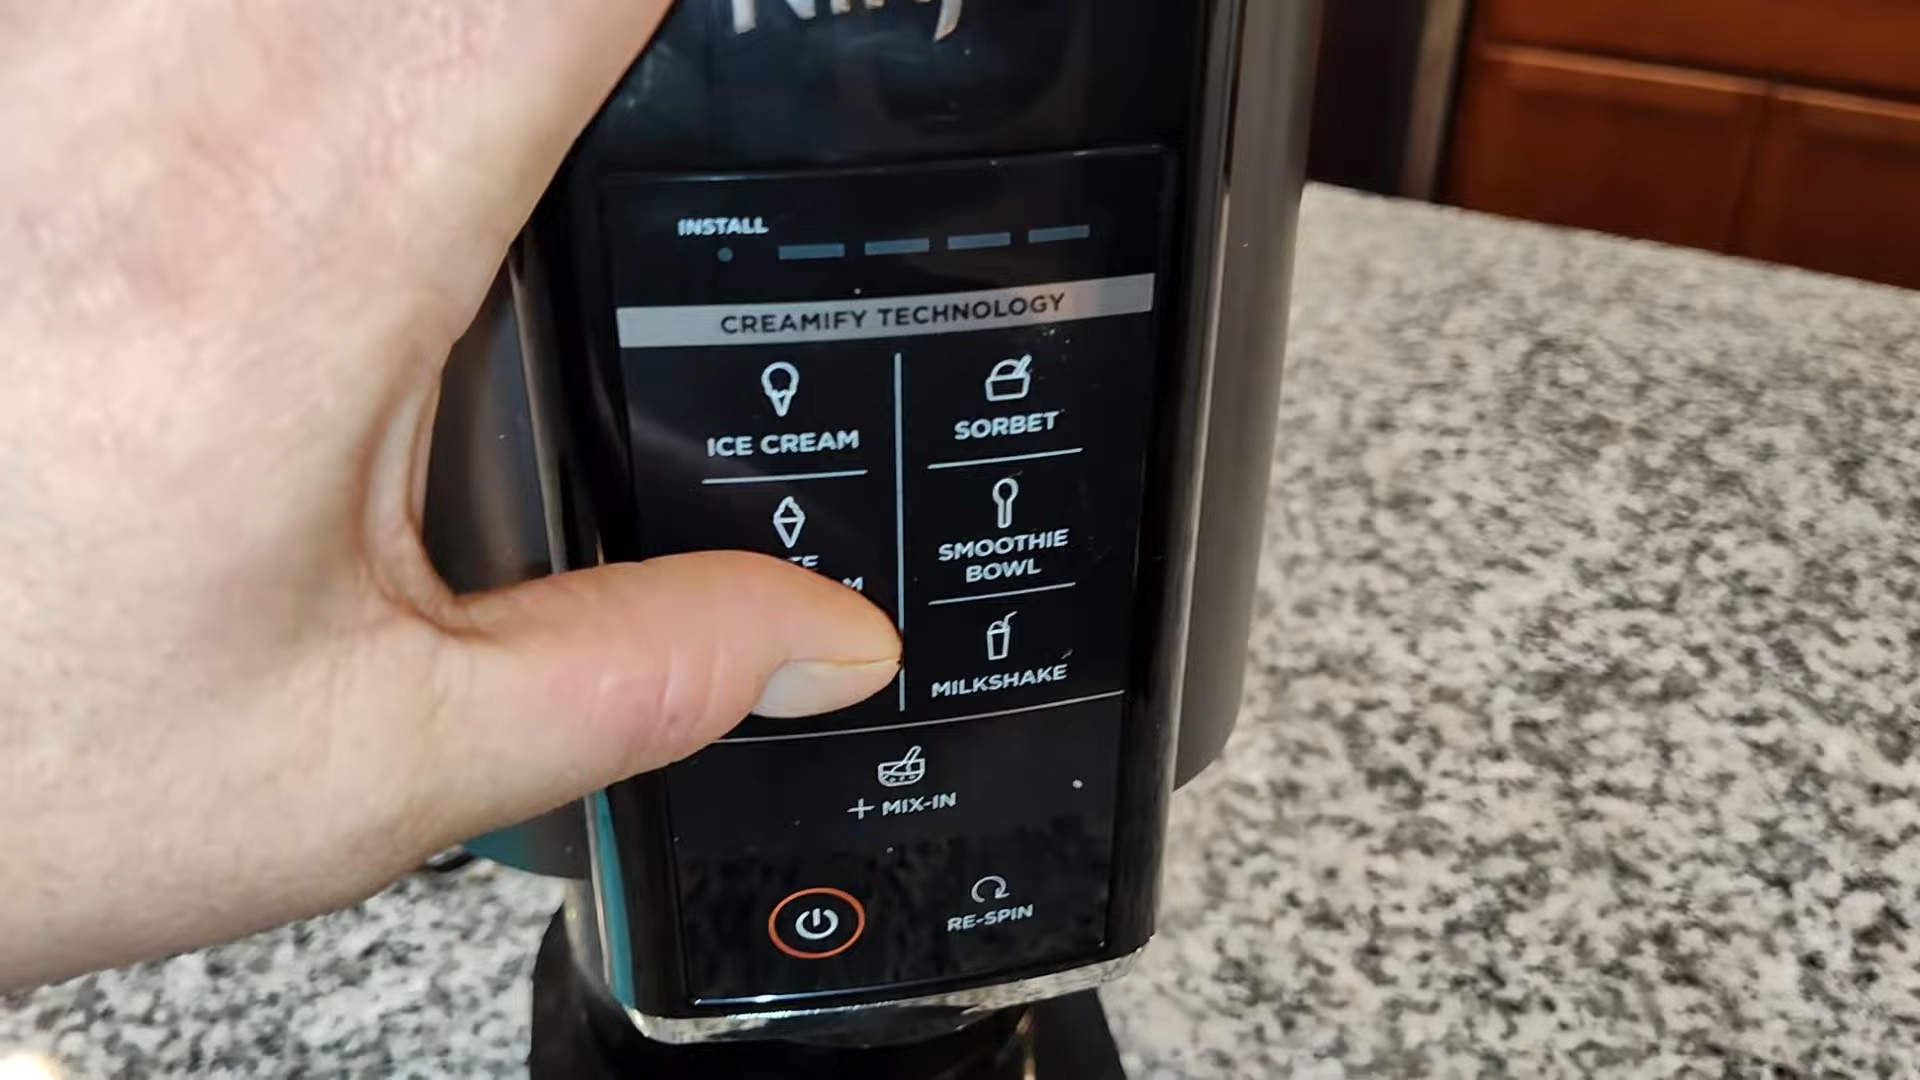 INSTALL
CREAMIFY TECHNOLOGY
ICE CREAM
SORBET
SMOOTHIE
BOWL
MILKSHAKE
+ MIX-IN
RE-SPIN